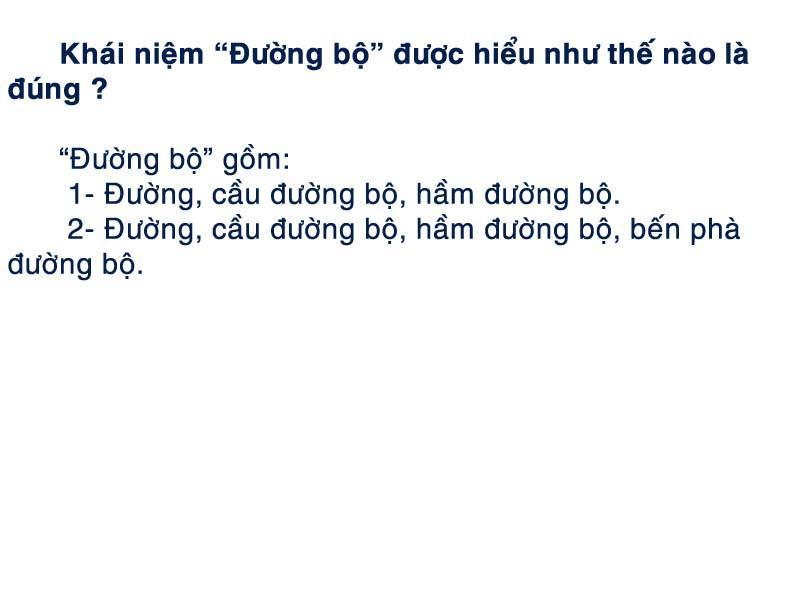 Khái niệm “Đường bộ” được hiểu như thế nào là
đúng ?
“Đường bộ” gồm:
1- Đường, cầu đường bộ, hầm đường bộ.
2- Đường, cầu đường bộ, hầm đường bộ, bến phà
đường bộ.